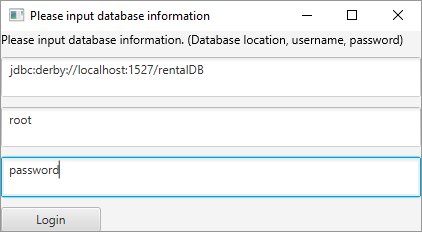 Please input database information
Please input database information. (Database location, username, password)
jdbc:derby://localhost:1527/rentalDB
root
password
Login